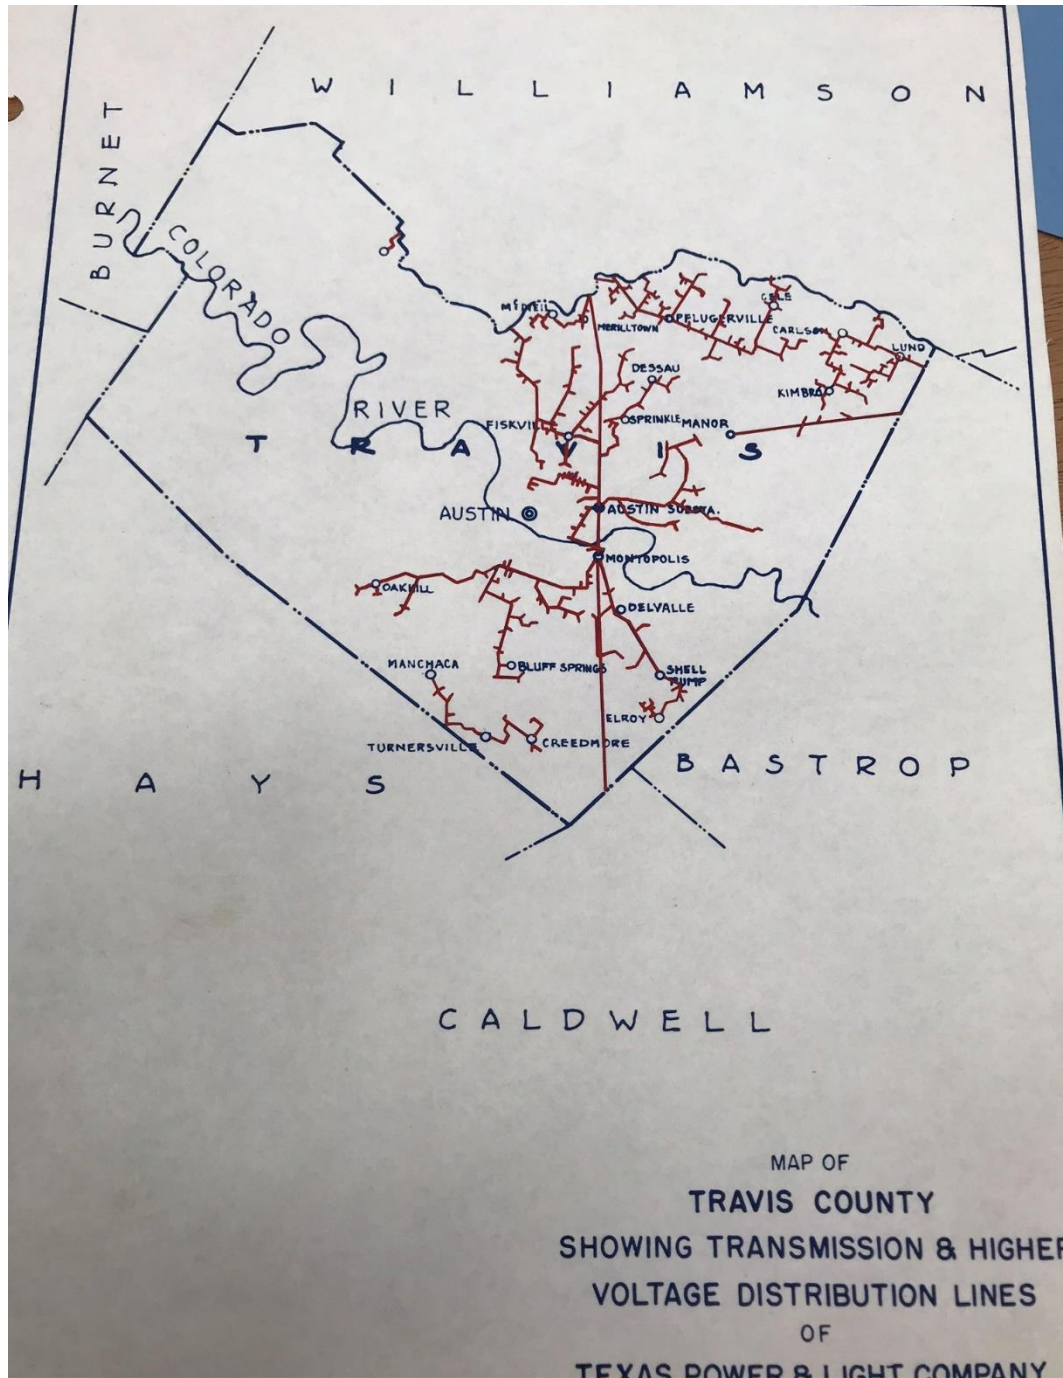 WILLIAMSON
BURNET
COLORADO
McNEIL
MERILLTOWN
PFLUGERVILLE
CELE
CARLSON
LUND
DESSAU
KIMBRO
RIVER
FISKVIL
SPRINKLE
MANOR
TRAVIS
AUSTIN
AUSTIN SUBSTA.
MONTOPOLIS
OAKHILL
DELVALLE
MANCHACA
BLUFF SPRINGS
SHELL
PUMP
ELROY
TURNERSVILLE
CREEDMORE
HAYS
BASTROP
CALDWELL
MAP OF
TRAVIS COUNTY
SHOWING TRANSMISSION & HIGHER
VOLTAGE DISTRIBUTION LINES
OF
TEXAS POWER & LIGHT COMPANY